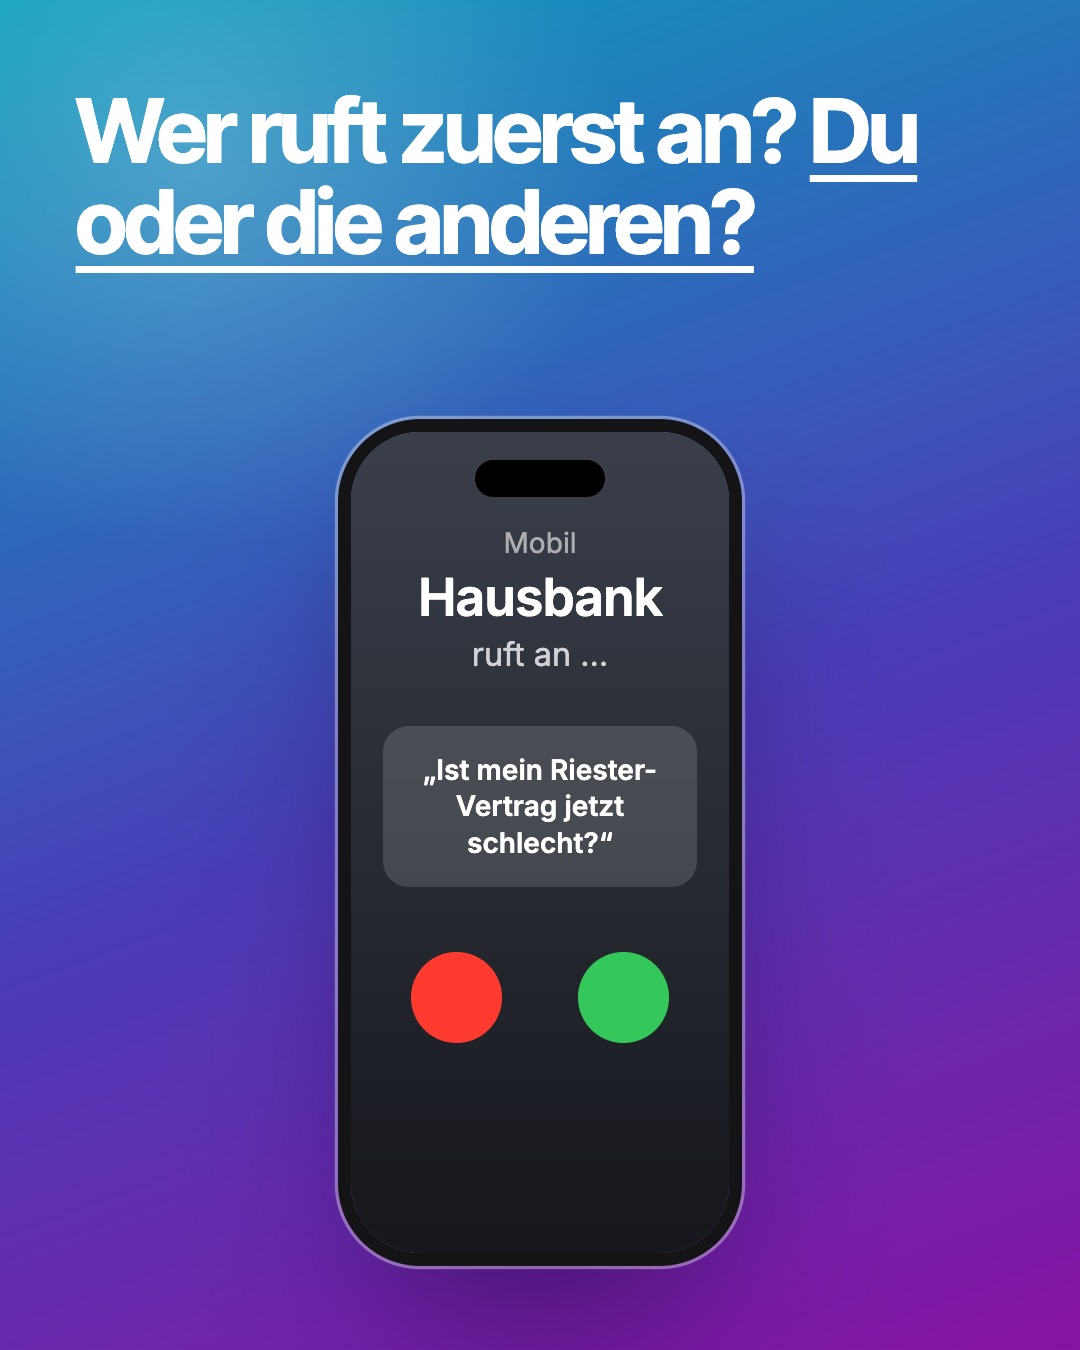 Wer ruft zuerst an? Du
oder die anderen?
Mobil
Hausbank
ruft an ...
„Ist mein Riester-
Vertrag jetzt
schlecht?“